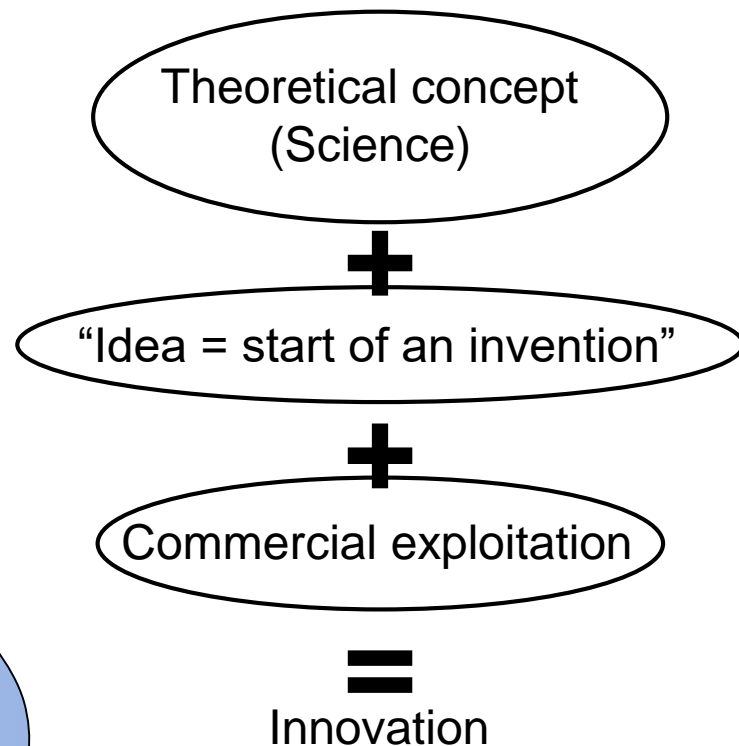 Theoretical concept
(Science)
+
“Idea = start of an invention”
+
Commercial exploitation
=
Innovation